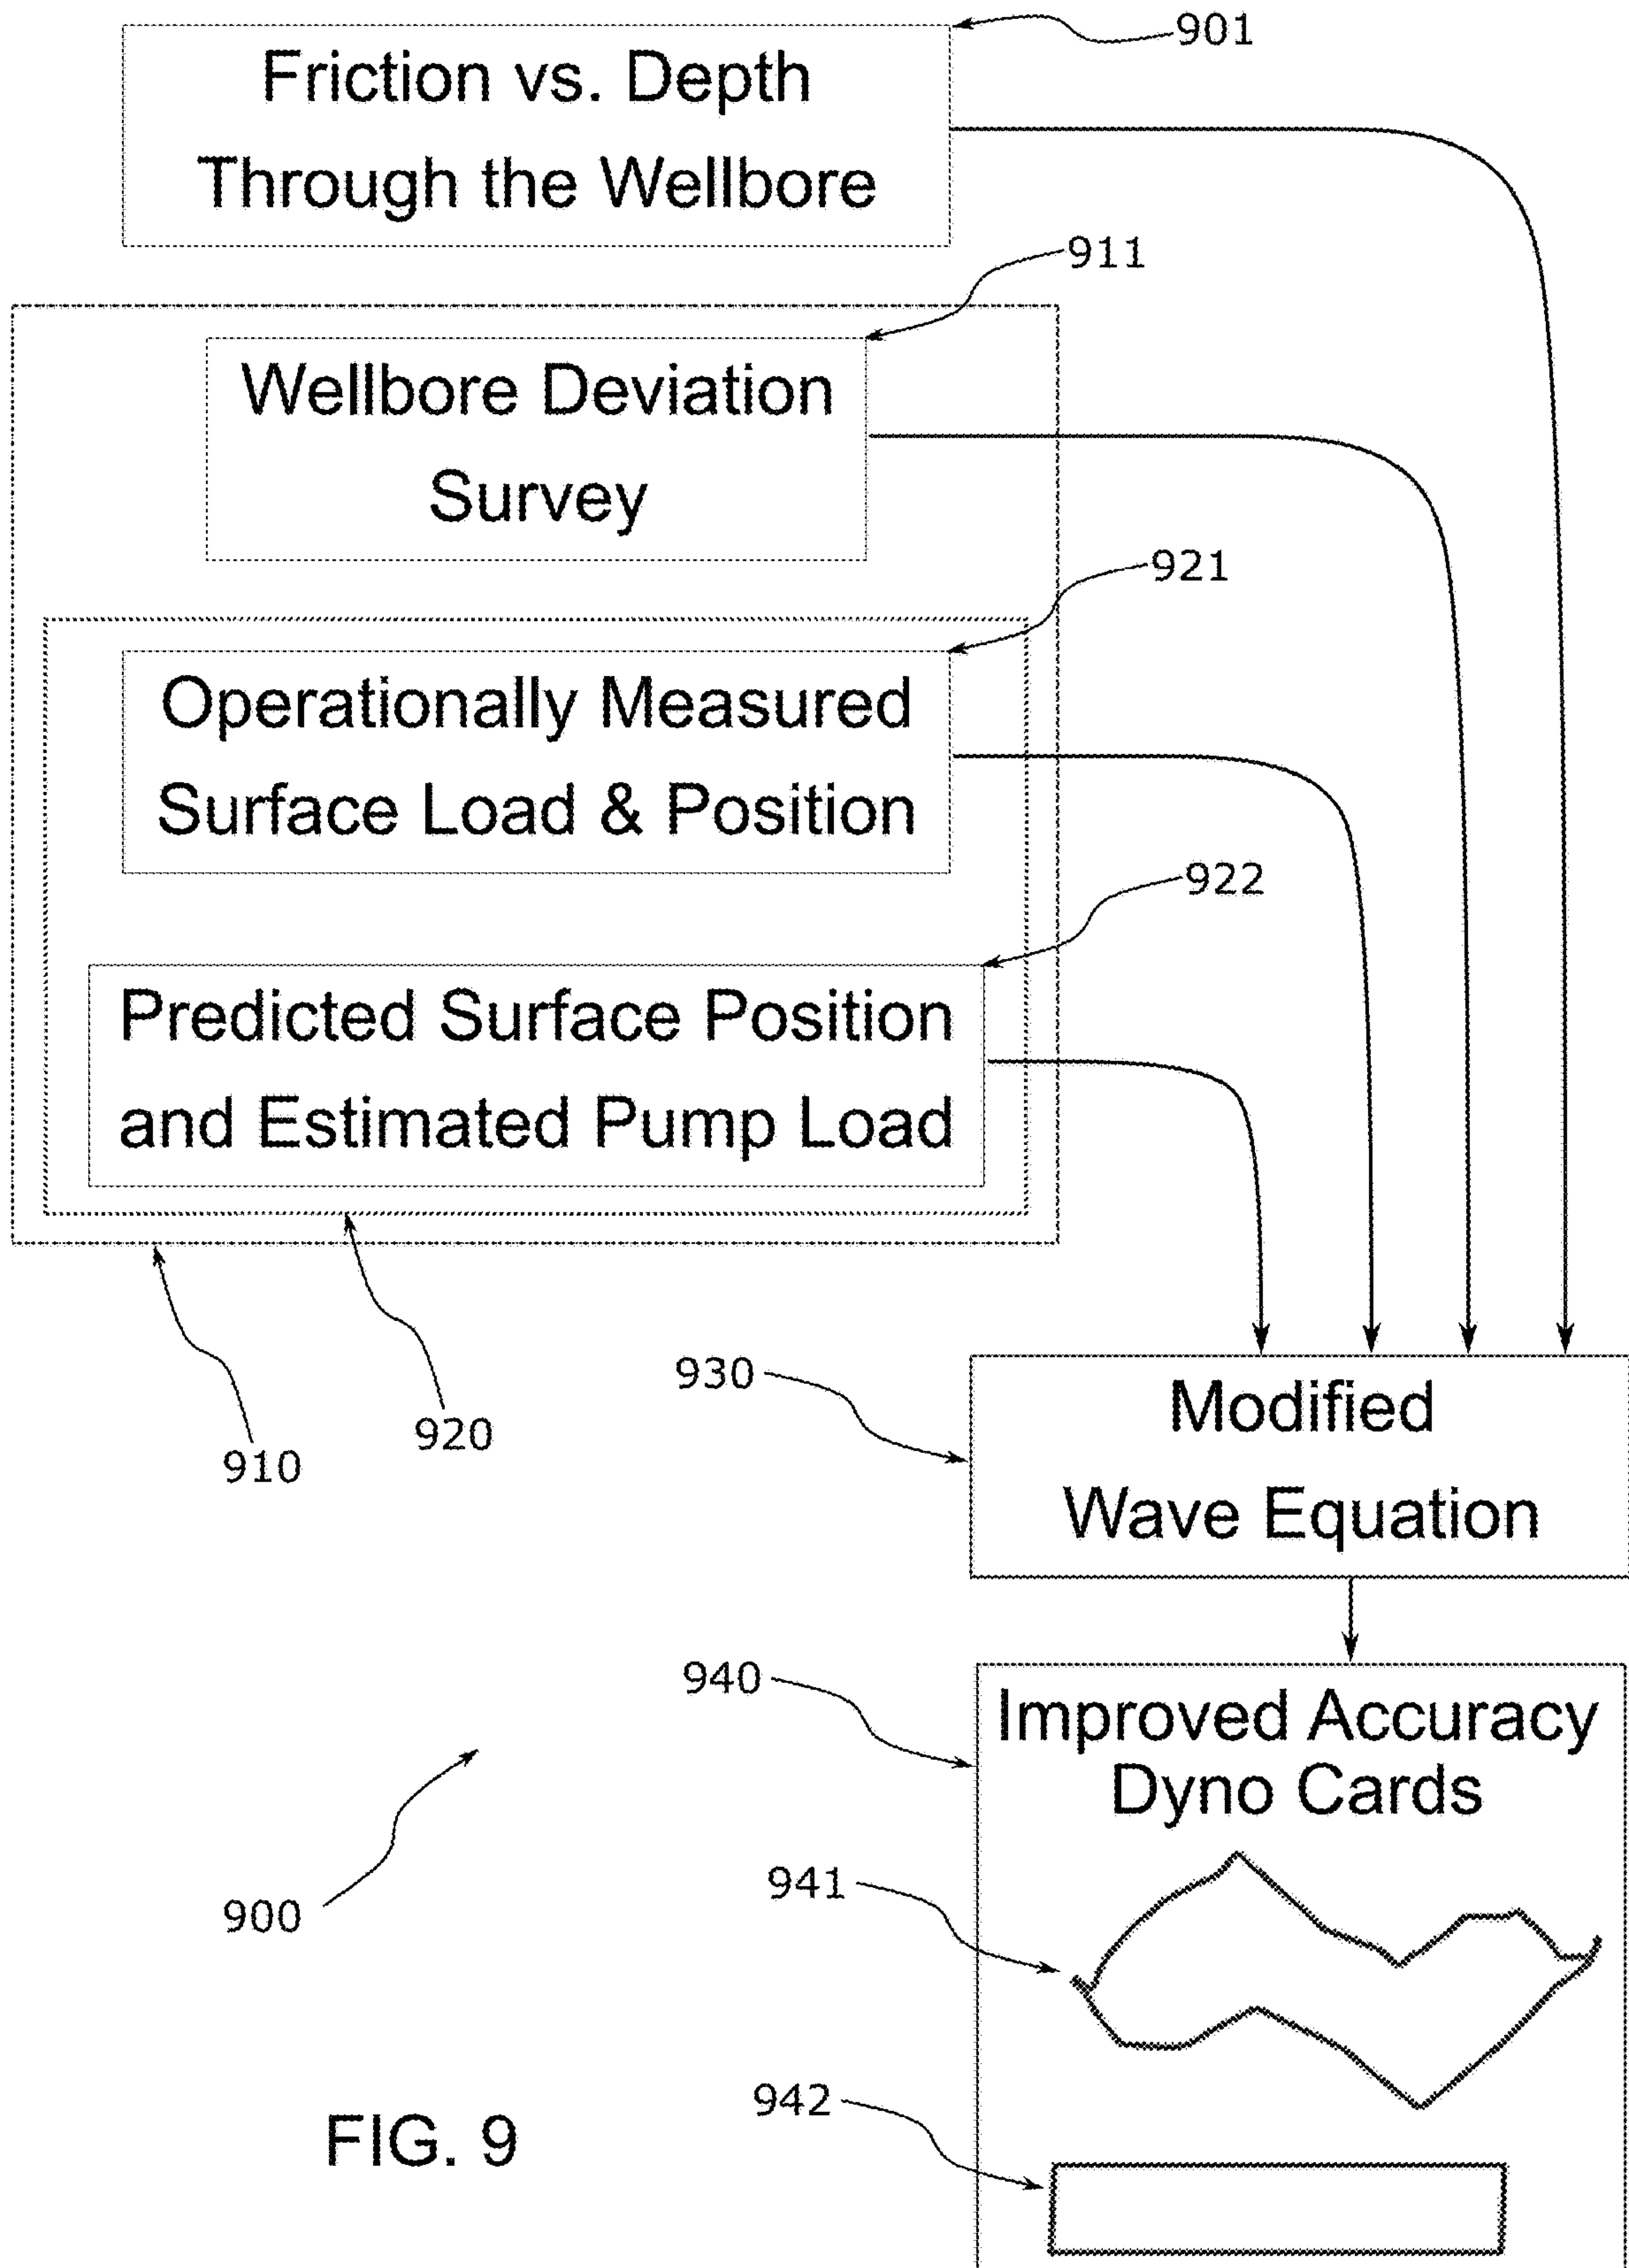 901
Friction vs. Depth
Through the Wellbore
911
Wellbore Deviation
Survey
921
Operationally Measured
Surface Load & Position
922
Predicted Surface Position
and Estimated Pump Load
930
920
910
Modified
Wave Equation
940
Improved Accuracy
Dyno Cards
941
900
942
FIG. 9